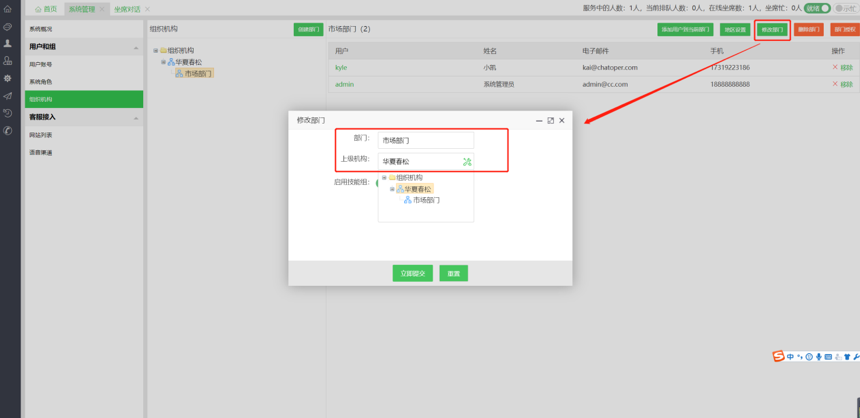 首页 系统管理 坐席对话
服务中的人数：1人，当前排队人数：0人，在线坐席数：1人，坐席忙：0人 就绪 示忙
系统概况
用户和组
用户账号
系统角色
组织机构
客服接入
网站列表
语音渠道
组织机构 创建部门
组织机构
华夏春松
市场部门
市场部门（2） 添加用户到当前部门 地区设置 修改部门 删除部门 部门授权
用户 姓名 电子邮件 手机 操作
kyle 小凯 kai@chatoper.com 17319223186 移除
admin 系统管理员 admin@cc.com 18888888888 移除
修改部门
部门： 市场部门
上级机构： 华夏春松
启用技能组：
组织机构
华夏春松
市场部门
立即提交 重置
S 中